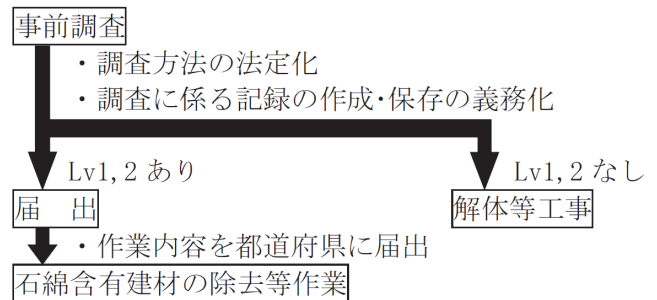 事前調査
・調査方法の法定化
・調査に係る記録の作成・保存の義務化
Lv1,2あり
Lv1,2なし
届　出
解体等工事
・作業内容を都道府県に届出
石綿含有建材の除去等作業